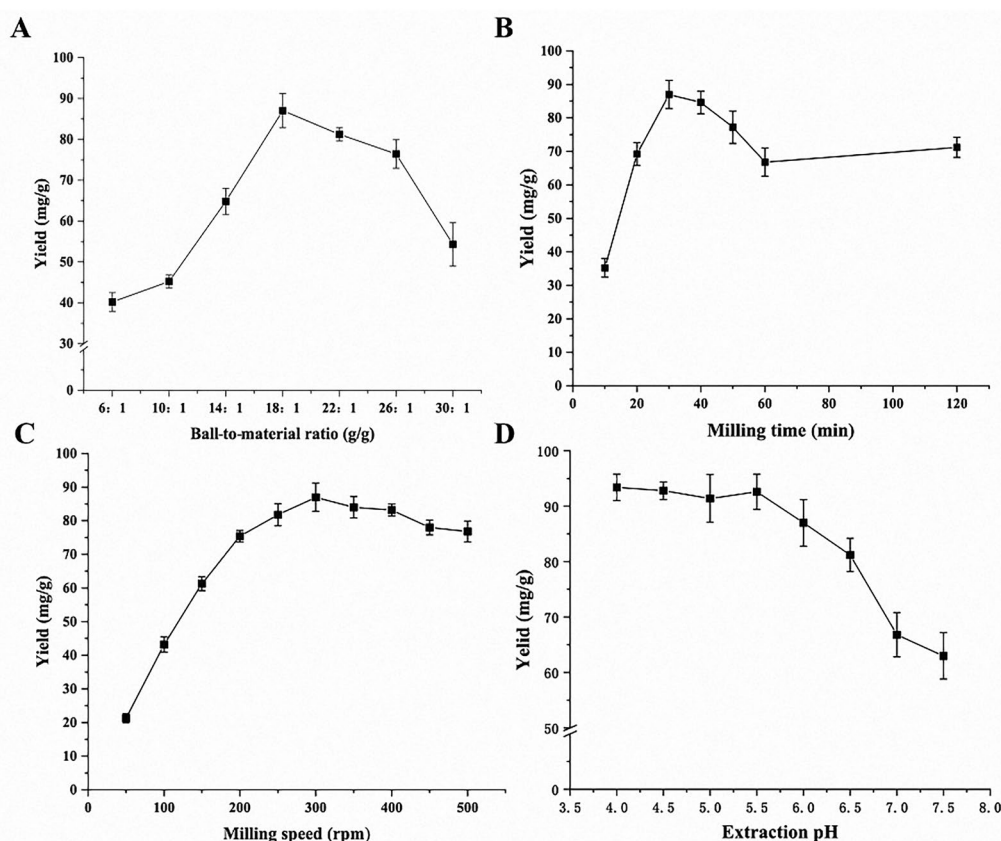 A
100
90
80
70
60
50
40
30
0
Yield (mg/g)
6: 1 10: 1 14: 1 18: 1 22: 1 26: 1 30: 1
Ball-to-material ratio (g/g)
B
100
90
80
70
60
50
40
30
20
10
0
Yield (mg/g)
0 20 40 60 80 100 120
Milling time (min)
C
100
90
80
70
60
50
40
30
20
10
0
Yield (mg/g)
0 100 200 300 400 500
Milling speed (rpm)
D
100
90
80
70
60
50
0
Yelid (mg/g)
3.5 4.0 4.5 5.0 5.5 6.0 6.5 7.0 7.5 8.0
Extraction pH